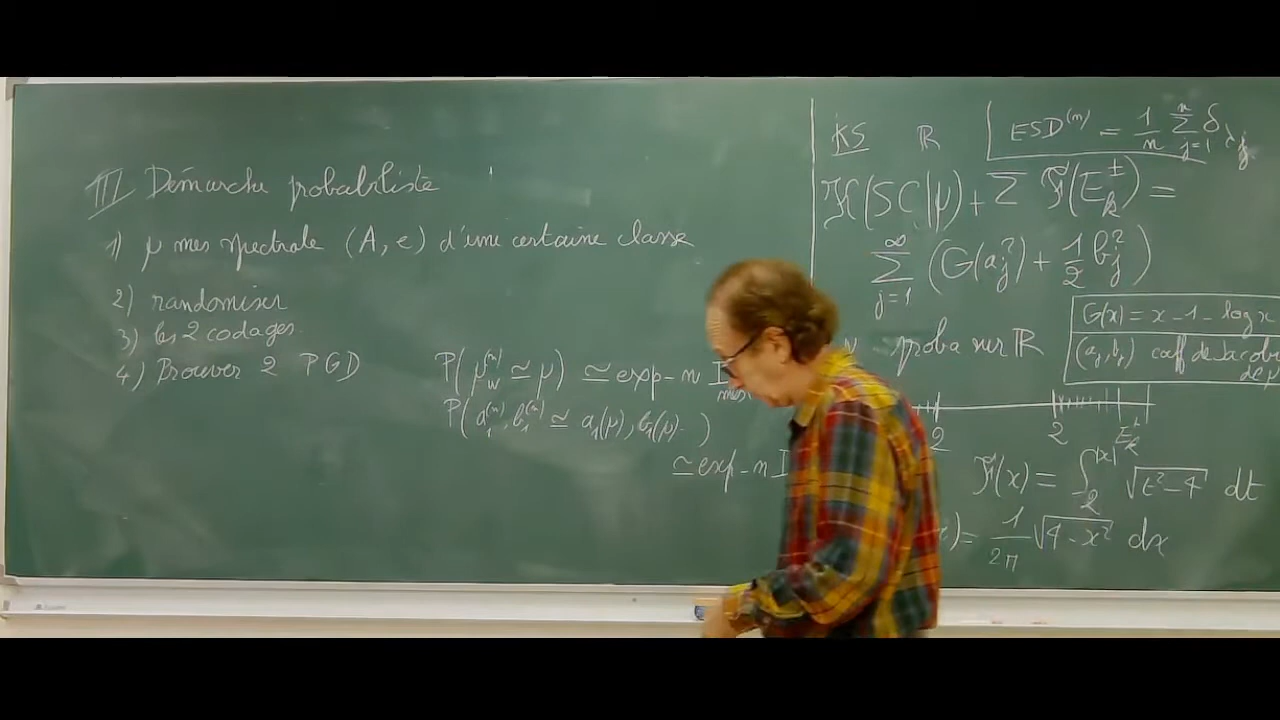 III Démarche probabiliste
1) μ mes spectrale (A, e) d'une certaine classe
2) randomiser
3) les 2 codages.
4) Prouver 2 PGD
P(μ_w^(n) ≃ μ) ≃ exp - n I
P(a_1^(n), b_1^(n) ≃ a_1(μ), b_1(μ)..)
≃ exp - n I
KS ℝ ESD^(n) = 1/n Σ_{j=1}^n δ_{λ_j}
K(SC|μ) + Σ F(E_k^±) =
Σ_{j=1}^∞ (G(a_j^2) + 1/2 b_j^2)
G(x) = x - 1 - log x
(a_j, b_j) coeff de Jacobi de μ
proba sur ℝ
2 2 E_k^±
F(x) = ∫_2^{|x|} √(t² - 4) dt
) = 1/2π √(4 - x²) dx